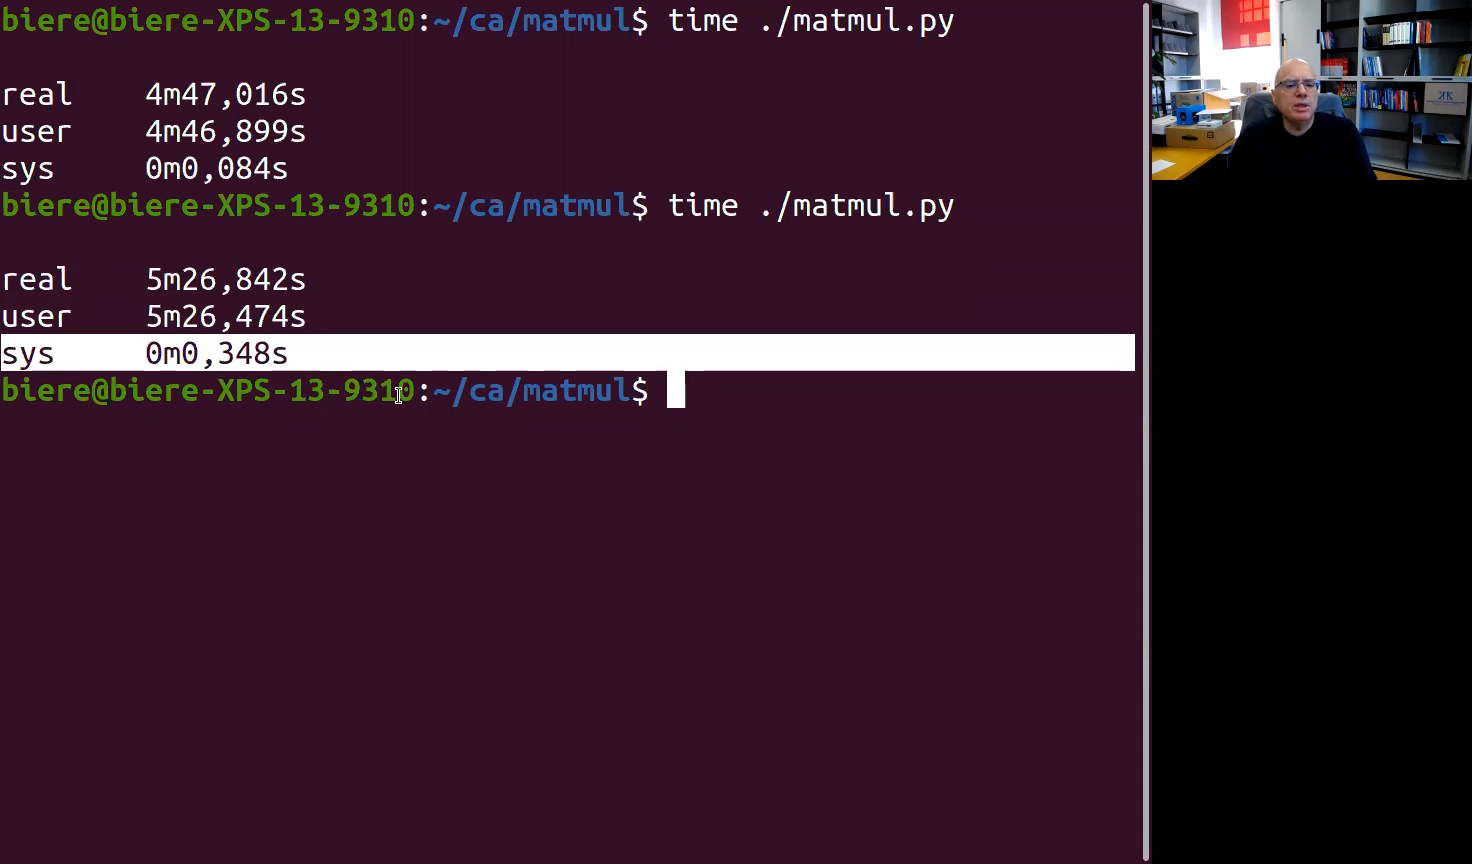 biere@biere-XPS-13-9310:~/ca/matmul$ time ./matmul.py
real 4m47,016s
user 4m46,899s
sys 0m0,084s
biere@biere-XPS-13-9310:~/ca/matmul$ time ./matmul.py
real 5m26,842s
user 5m26,474s
sys 0m0,348s
biere@biere-XPS-13-9310:~/ca/matmul$